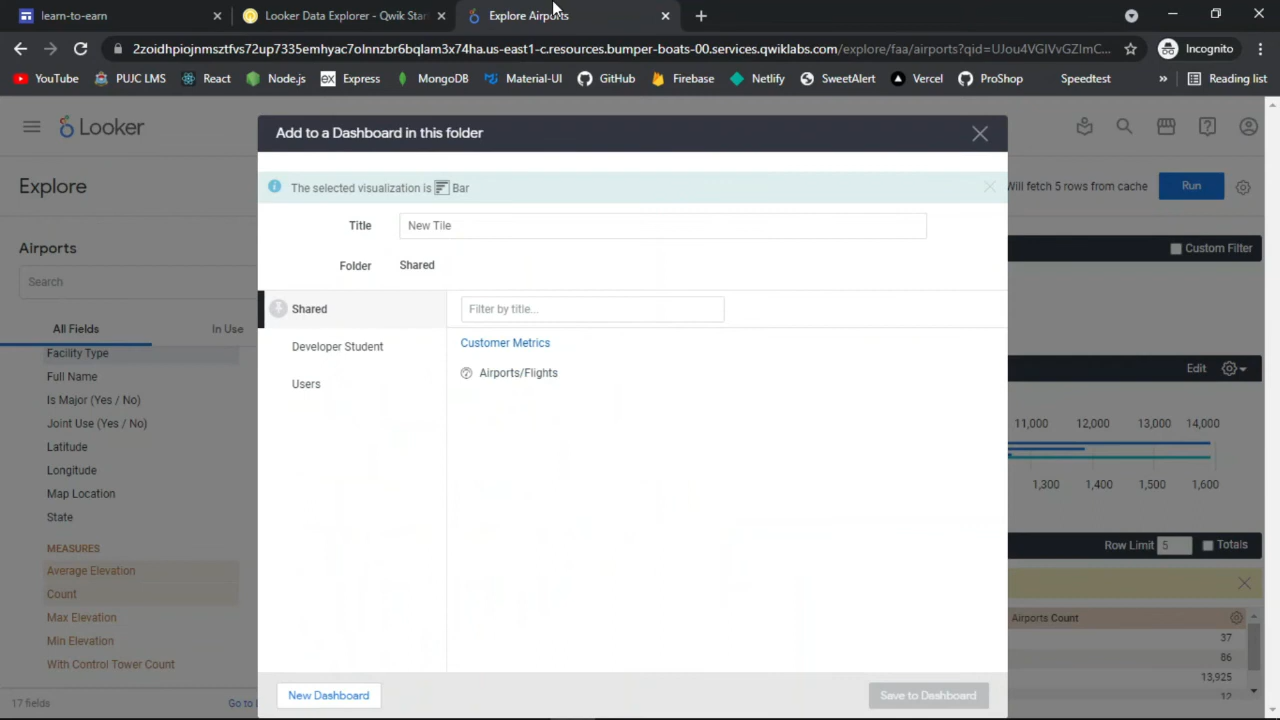 learn-to-earn
Looker Data Explorer - Qwik Star
Explore Airports
2zoidhpiojnmsztfvs72up7335emhyac7olnnzbr6bqlam3x74ha.us-east1-c.resources.bumper-boats-00.services.qwiklabs.com/explore/faa/airports?qid=UJou4VGlVvGZlmC...
Incognito
YouTube
PUJC LMS
React
Node.js
ex Express
MongoDB
Material-UI
GitHub
Firebase
Netlify
SweetAlert
Vercel
ProShop
Speedtest
»
Reading list
Looker
Add to a Dashboard in this folder
The selected visualization is Bar
Explore
Will fetch 5 rows from cache
Run
Title
New Tile
Airports
Custom Filter
Folder
Shared
Search
Shared
Filter by title...
All Fields
In Use
Developer Student
Customer Metrics
Users
Airports/Flights
Facility Type
Full Name
Is Major (Yes / No)
Joint Use (Yes / No)
Latitude
Longitude
Map Location
State
MEASURES
Average Elevation
Count
Max Elevation
Min Elevation
With Control Tower Count
17 fields
Go to
Edit
11,000 12,000 13,000 14,000
1,300 1,400 1,500 1,600
Row Limit 5
Totals
Airports Count
37
86
13,925
12
New Dashboard
Save to Dashboard